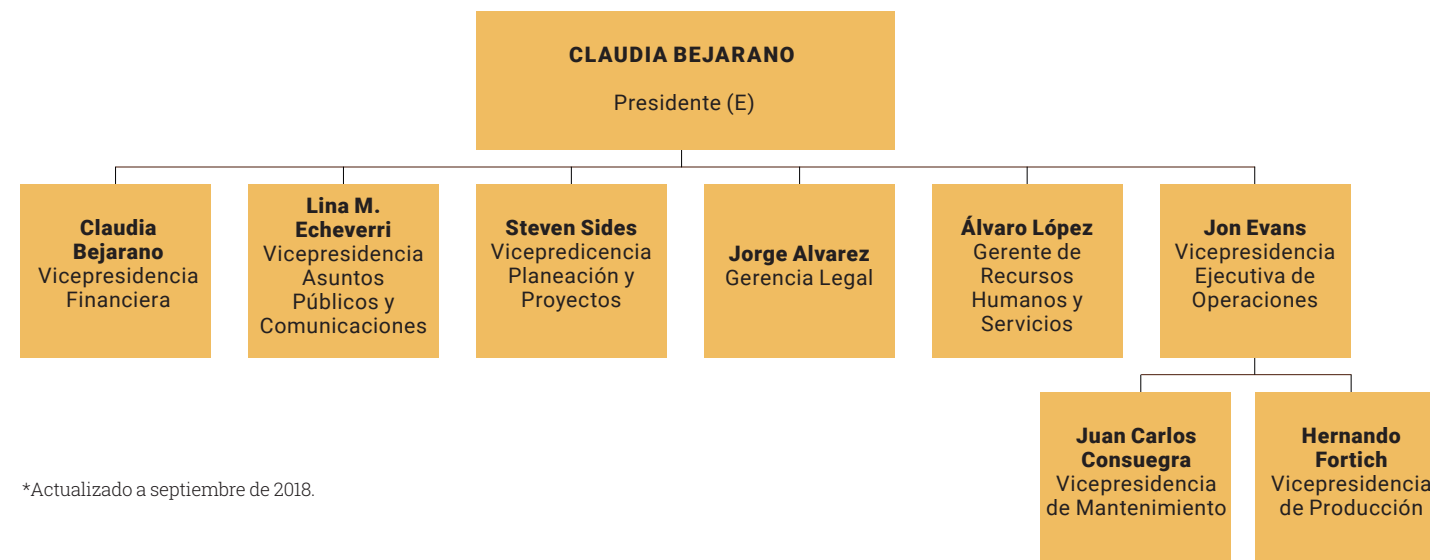 CLAUDIA BEJARANO
Presidente (E)
Claudia
Bejarano
Vicepresidencia
Financiera
Lina M.
Echeverri
Vicepresidencia
Asuntos
Públicos y
Comunicaciones
Steven Sides
Vicepredicencia
Planeación y
Proyectos
Jorge Alvarez
Gerencia Legal
Álvaro López
Gerente de
Recursos
Humanos y
Servicios
Jon Evans
Vicepresidencia
Ejecutiva de
Operaciones
Juan Carlos
Consuegra
Vicepresidencia
de Mantenimiento
Hernando
Fortich
Vicepresidencia
de Producción
*Actualizado a septiembre de 2018.